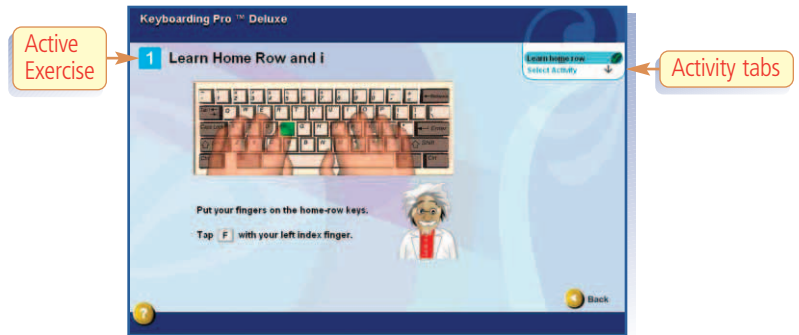 Keyboarding Pro ™ Deluxe
Active
Exercise
1 Learn Home Row and i
Learn home row
Select Activity
Activity tabs
Put your fingers on the home-row keys.
Tap F with your left index finger.
Back
?